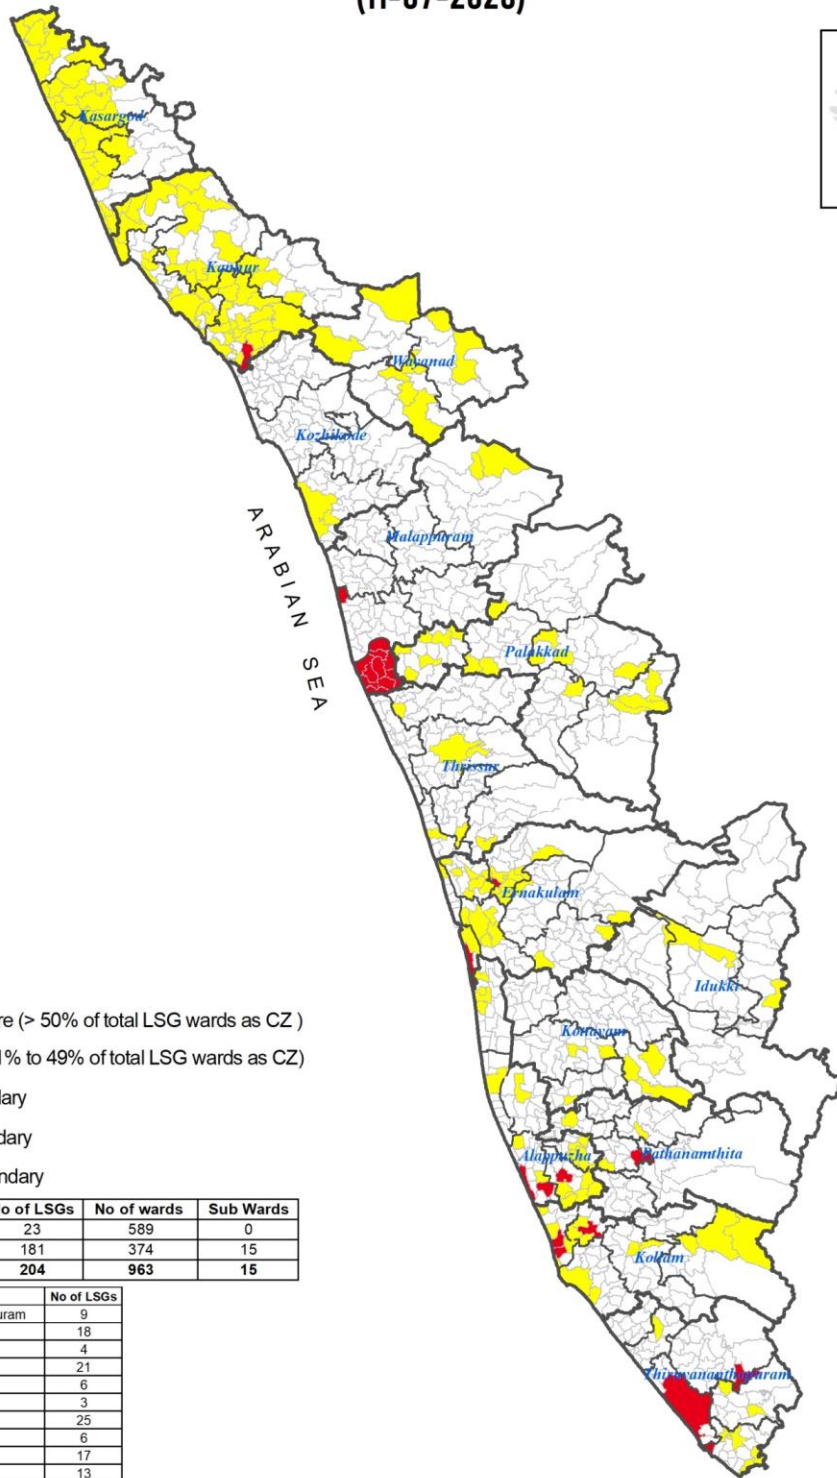 (11-07-2020)
Kasargod
Kannur
Wayanad
Kozhikode
Malappuram
ARABIAN SEA
Palakkad
Thrissur
Ernakulam
Idukki
Kottayam
Alappuzha
Pathanamthita
Kollam
Thiruvananthapuram
re (> 50% of total LSG wards as CZ )
1% to 49% of total LSG wards as CZ)
dary
dary
ndary
o of LSGs No of wards Sub Wards
23 589 0
181 374 15
204 963 15
No of LSGs
uram 9
18
4
21
6
3
25
6
17
13